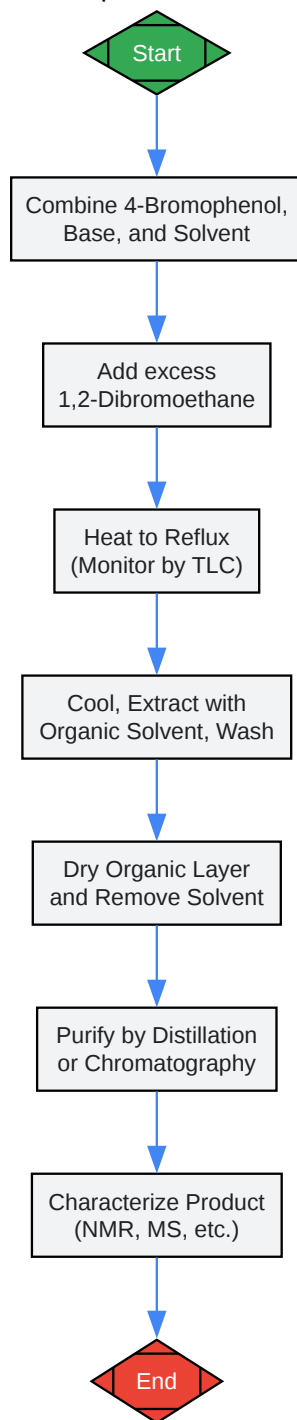 Start
Combine 4-Bromophenol,
Base, and Solvent
Add excess
1,2-Dibromoethane
Heat to Reflux
(Monitor by TLC)
Cool, Extract with
Organic Solvent, Wash
Dry Organic Layer
and Remove Solvent
Purify by Distillation
or Chromatography
Characterize Product
(NMR, MS, etc.)
End